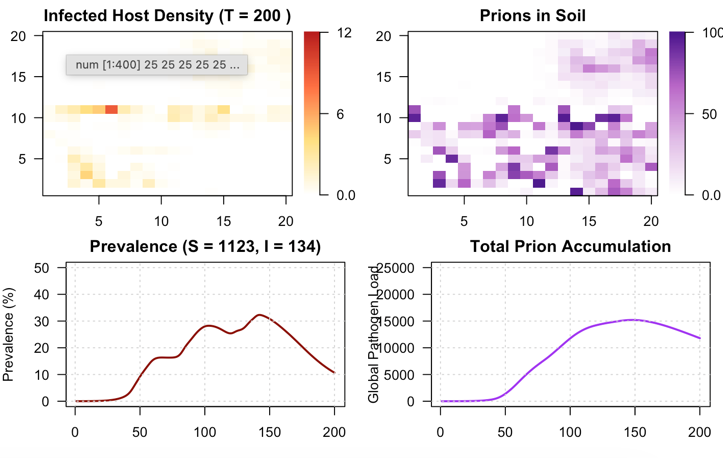 Infected Host Density (T = 200 )
Prions in Soil
num [1:400] 25 25 25 25 25 ...
20
15
10
5
5 10 15 20
12
6
0.0
20
15
10
5
5 10 15 20
100
50
0.0
Prevalence (S = 1123, I = 134)
Total Prion Accumulation
Prevalence (%)
50
40
30
20
10
0
0 50 100 150 200
Global Pathogen Load
25000
20000
15000
10000
5000
0
0 50 100 150 200